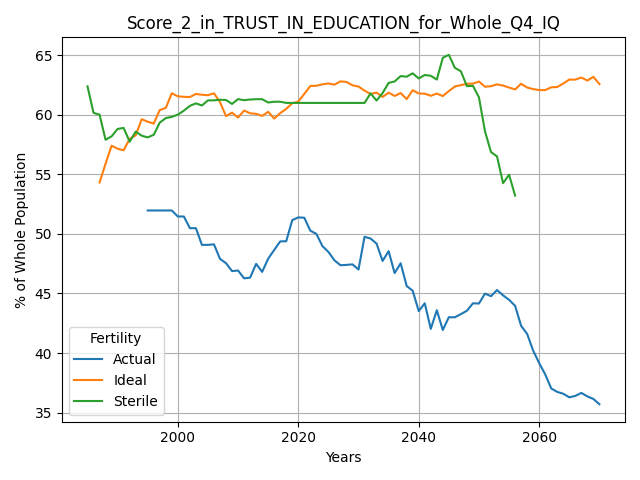 Score_2_in_TRUST_IN_EDUCATION_for_Whole_Q4_IQ
% of Whole Population
65
60
55
50
45
40
35
Fertility
Actual
Ideal
Sterile
2000 2020 2040 2060
Years